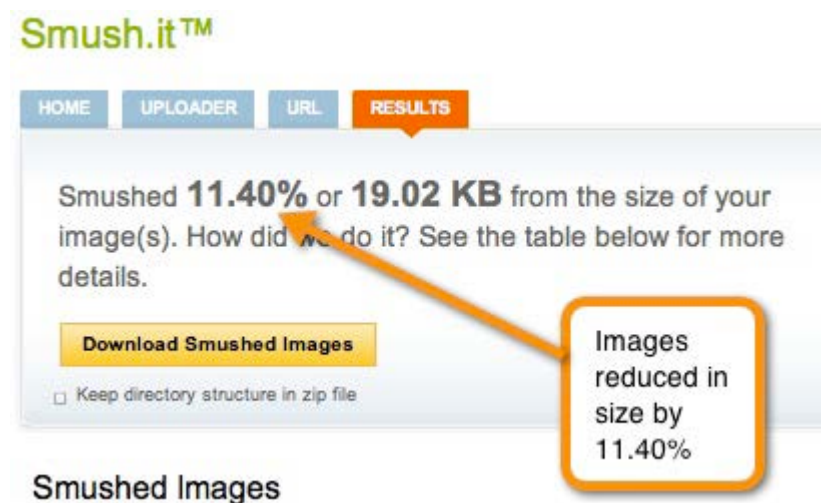 Smush.it™
HOME UPLOADER URL RESULTS
Smushed 11.40% or 19.02 KB from the size of your
image(s). How did we do it? See the table below for more
details.
Download Smushed Images
Keep directory structure in zip file
Images
reduced in
size by
11.40%
Smushed Images